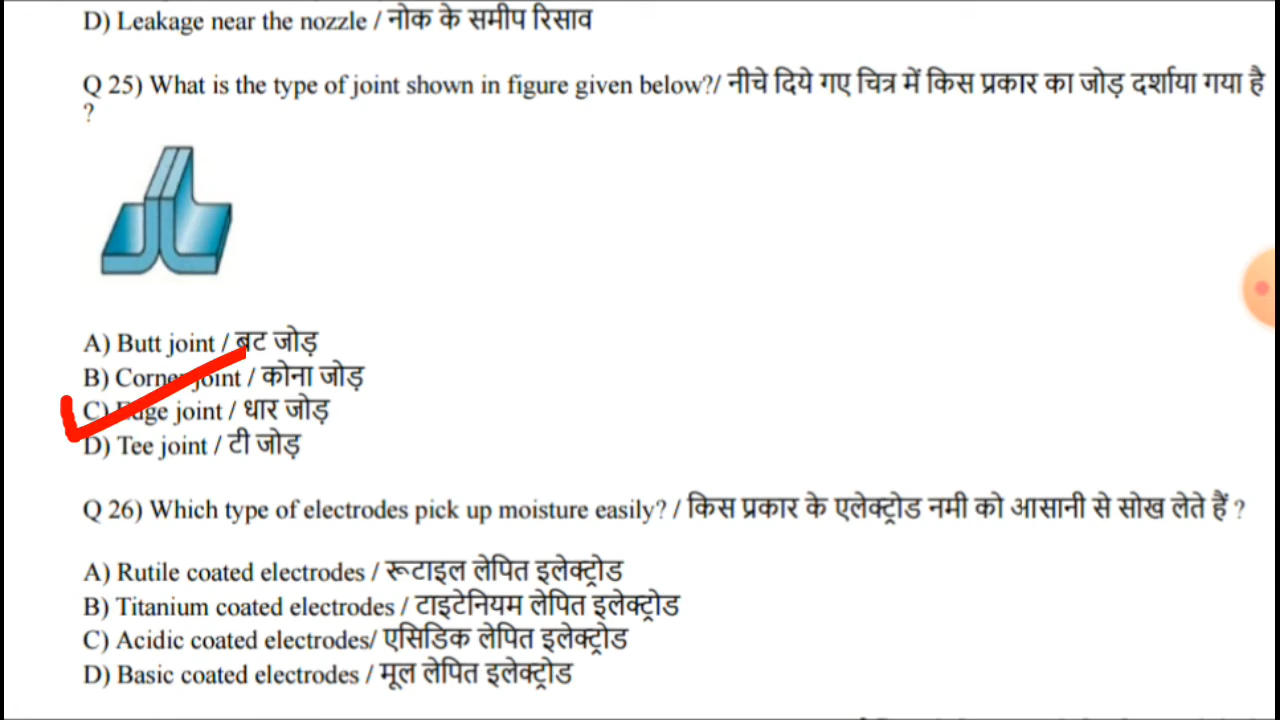 D) Leakage near the nozzle / नोक के समीप रिसाव
Q 25) What is the type of joint shown in figure given below?/ नीचे दिये गए चित्र में किस प्रकार का जोड़ दर्शाया गया है
?
A) Butt joint / बट जोड़
B) Corner joint / कोना जोड़
C) Edge joint / धार जोड़
D) Tee joint / टी जोड़
Q 26) Which type of electrodes pick up moisture easily? / किस प्रकार के एलेक्ट्रोड नमी को आसानी से सोख लेते हैं ?
A) Rutile coated electrodes / रूटाइल लेपित इलेक्ट्रोड
B) Titanium coated electrodes / टाइटेनियम लेपित इलेक्ट्रोड
C) Acidic coated electrodes/ एसिडिक लेपित इलेक्ट्रोड
D) Basic coated electrodes / मूल लेपित इलेक्ट्रोड